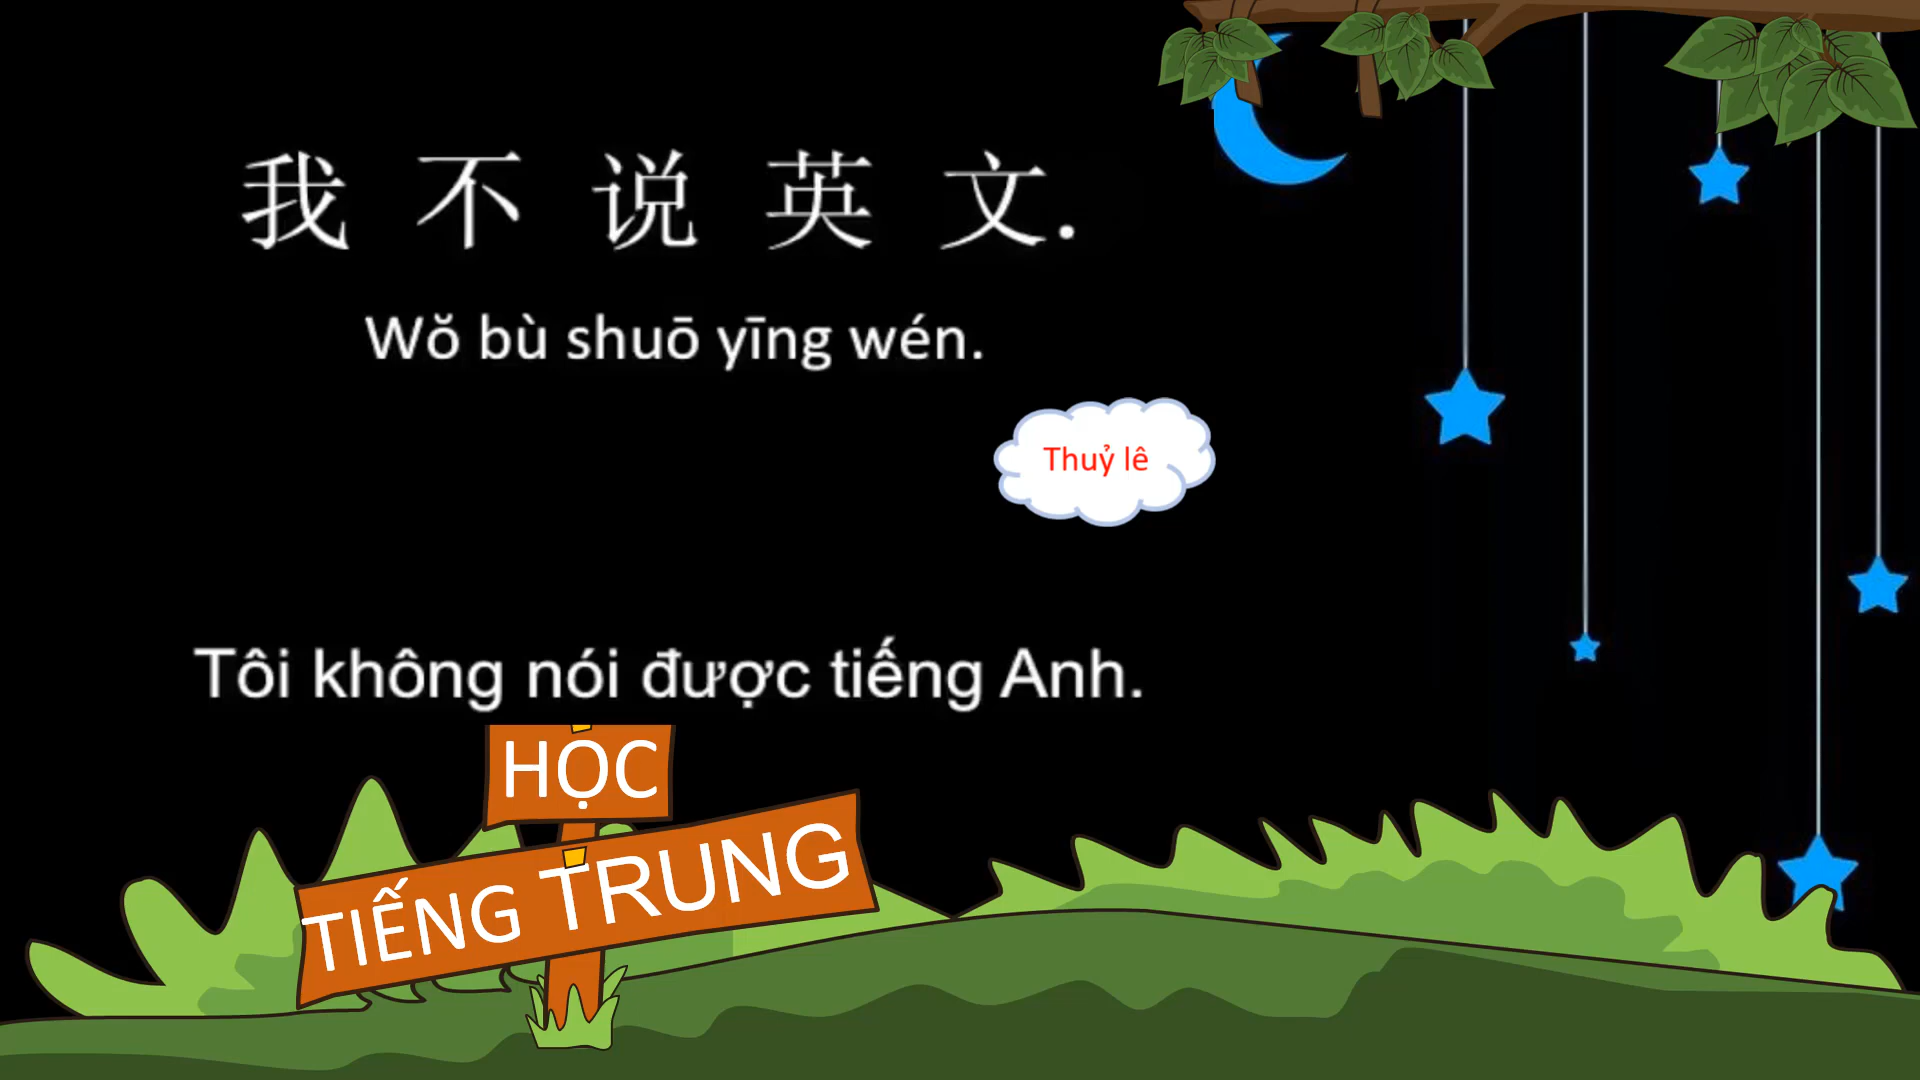 我 不 说 英 文.
Wǒ bù shuō yīng wén.
Thuỷ lê
Tôi không nói được tiếng Anh.
HỌC
TIẾNG TRUNG